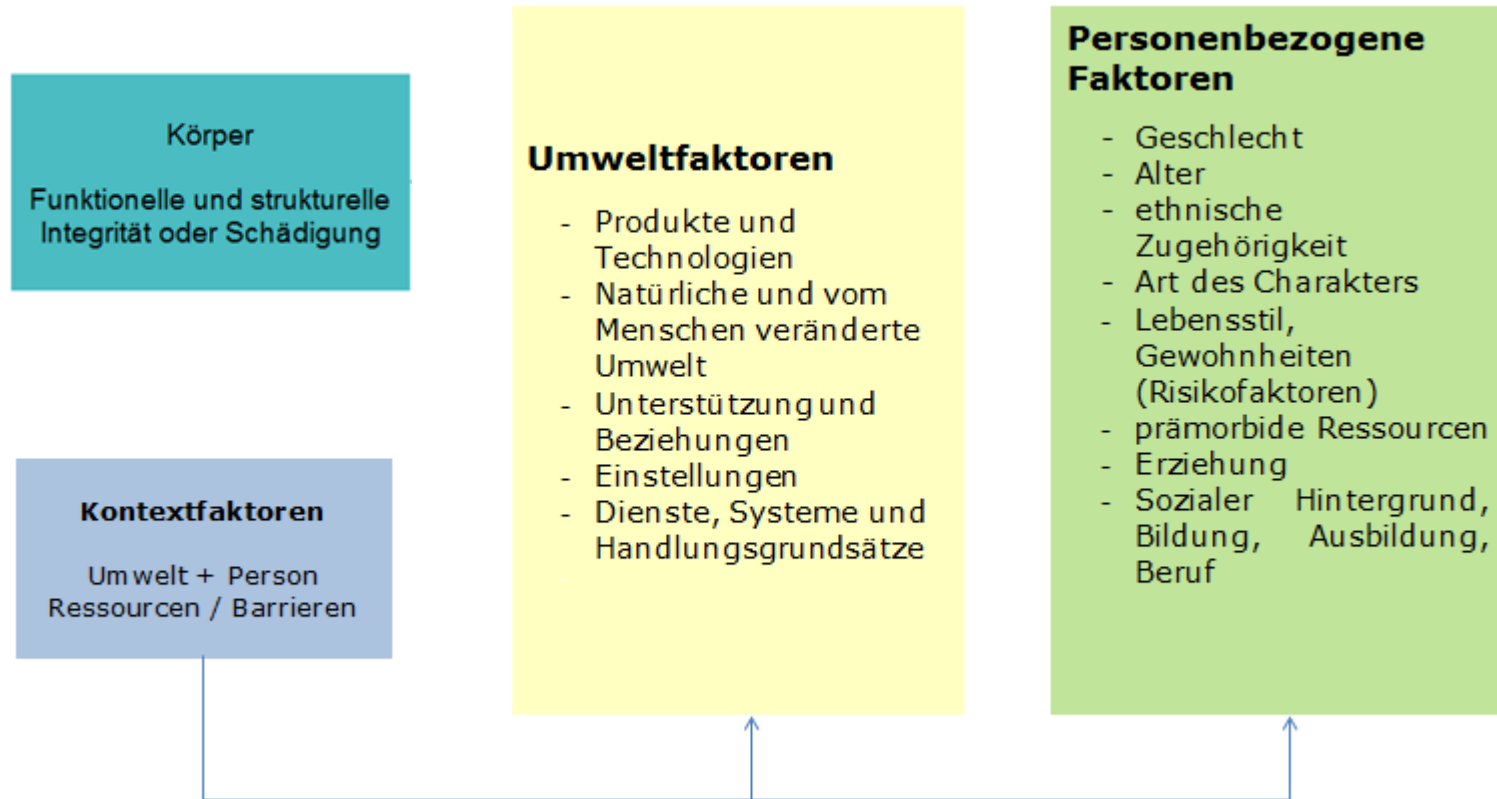 Körper
Funktionelle und strukturelle
Integrität oder Schädigung
Kontextfaktoren
Umwelt + Person
Ressourcen / Barrieren
Umweltfaktoren
- Produkte und
Technologien
- Natürliche und vom
Menschen veränderte
Umwelt
- Unterstützung und
Beziehungen
- Einstellungen
- Dienste, Systeme und
Handlungsgrundsätze
Personenbezogene
Faktoren
- Geschlecht
- Alter
- ethnische
Zugehörigkeit
- Art des Charakters
- Lebensstil,
Gewohnheiten
(Risikofaktoren)
- prämorbide Ressourcen
- Erziehung
- Sozialer Hintergrund,
Bildung, Ausbildung,
Beruf